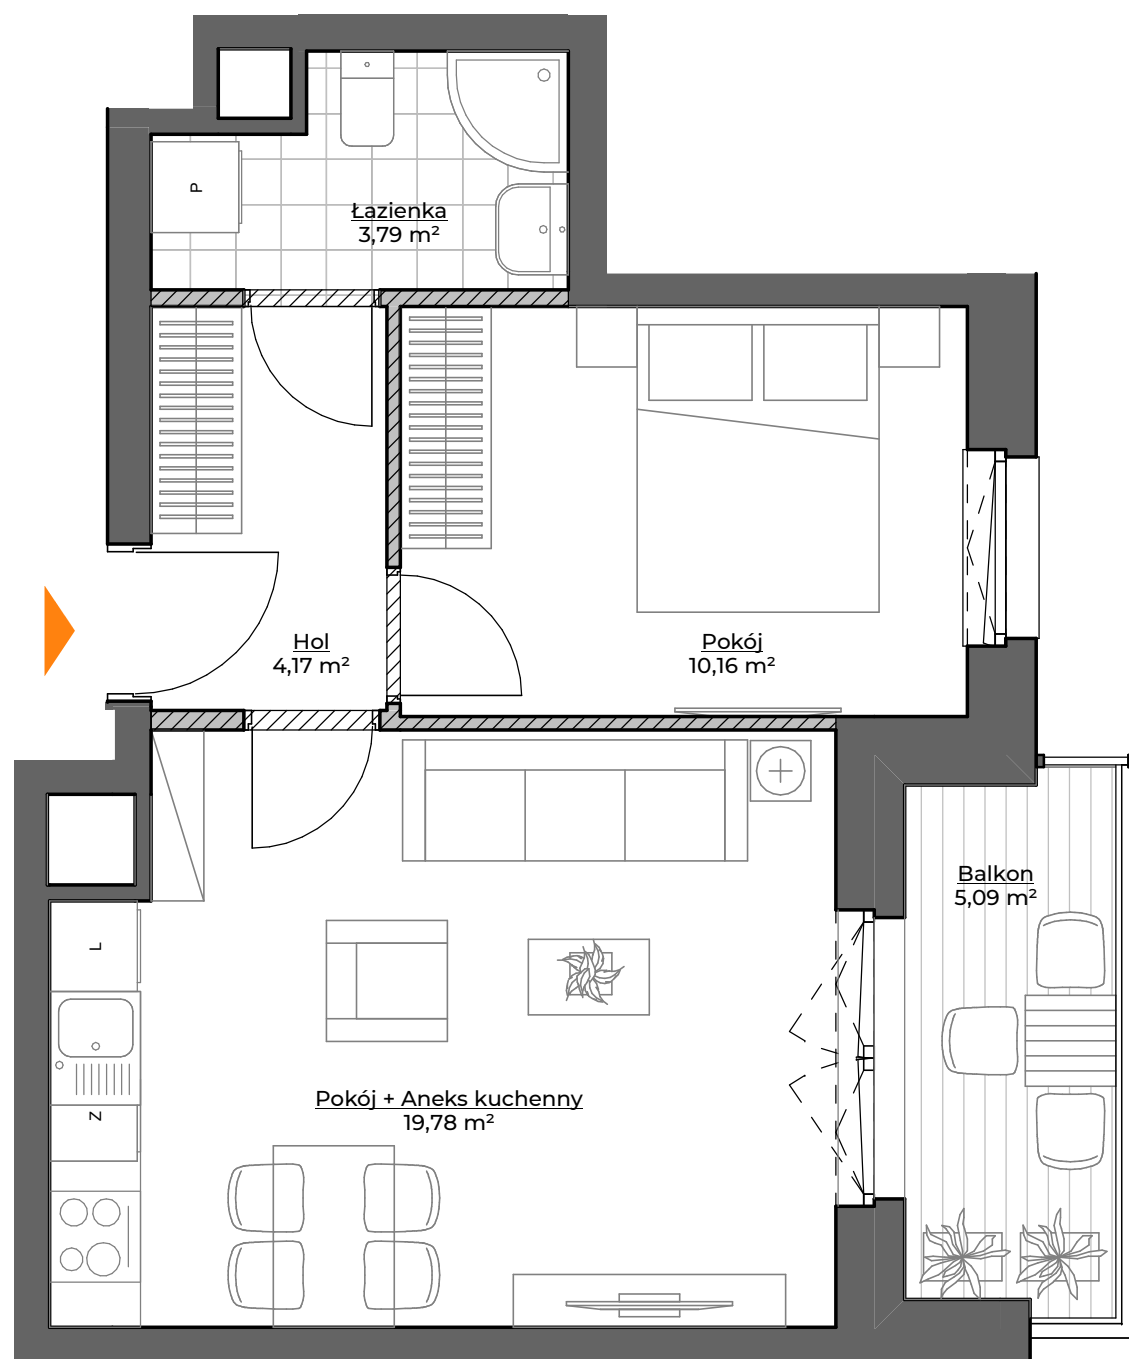 P
Łazienka
3,79 m²
Hol
4,17 m²
Pokój
10,16 m²
Balkon
5,09 m²
L
Pokój + Aneks kuchenny
19,78 m²
Z